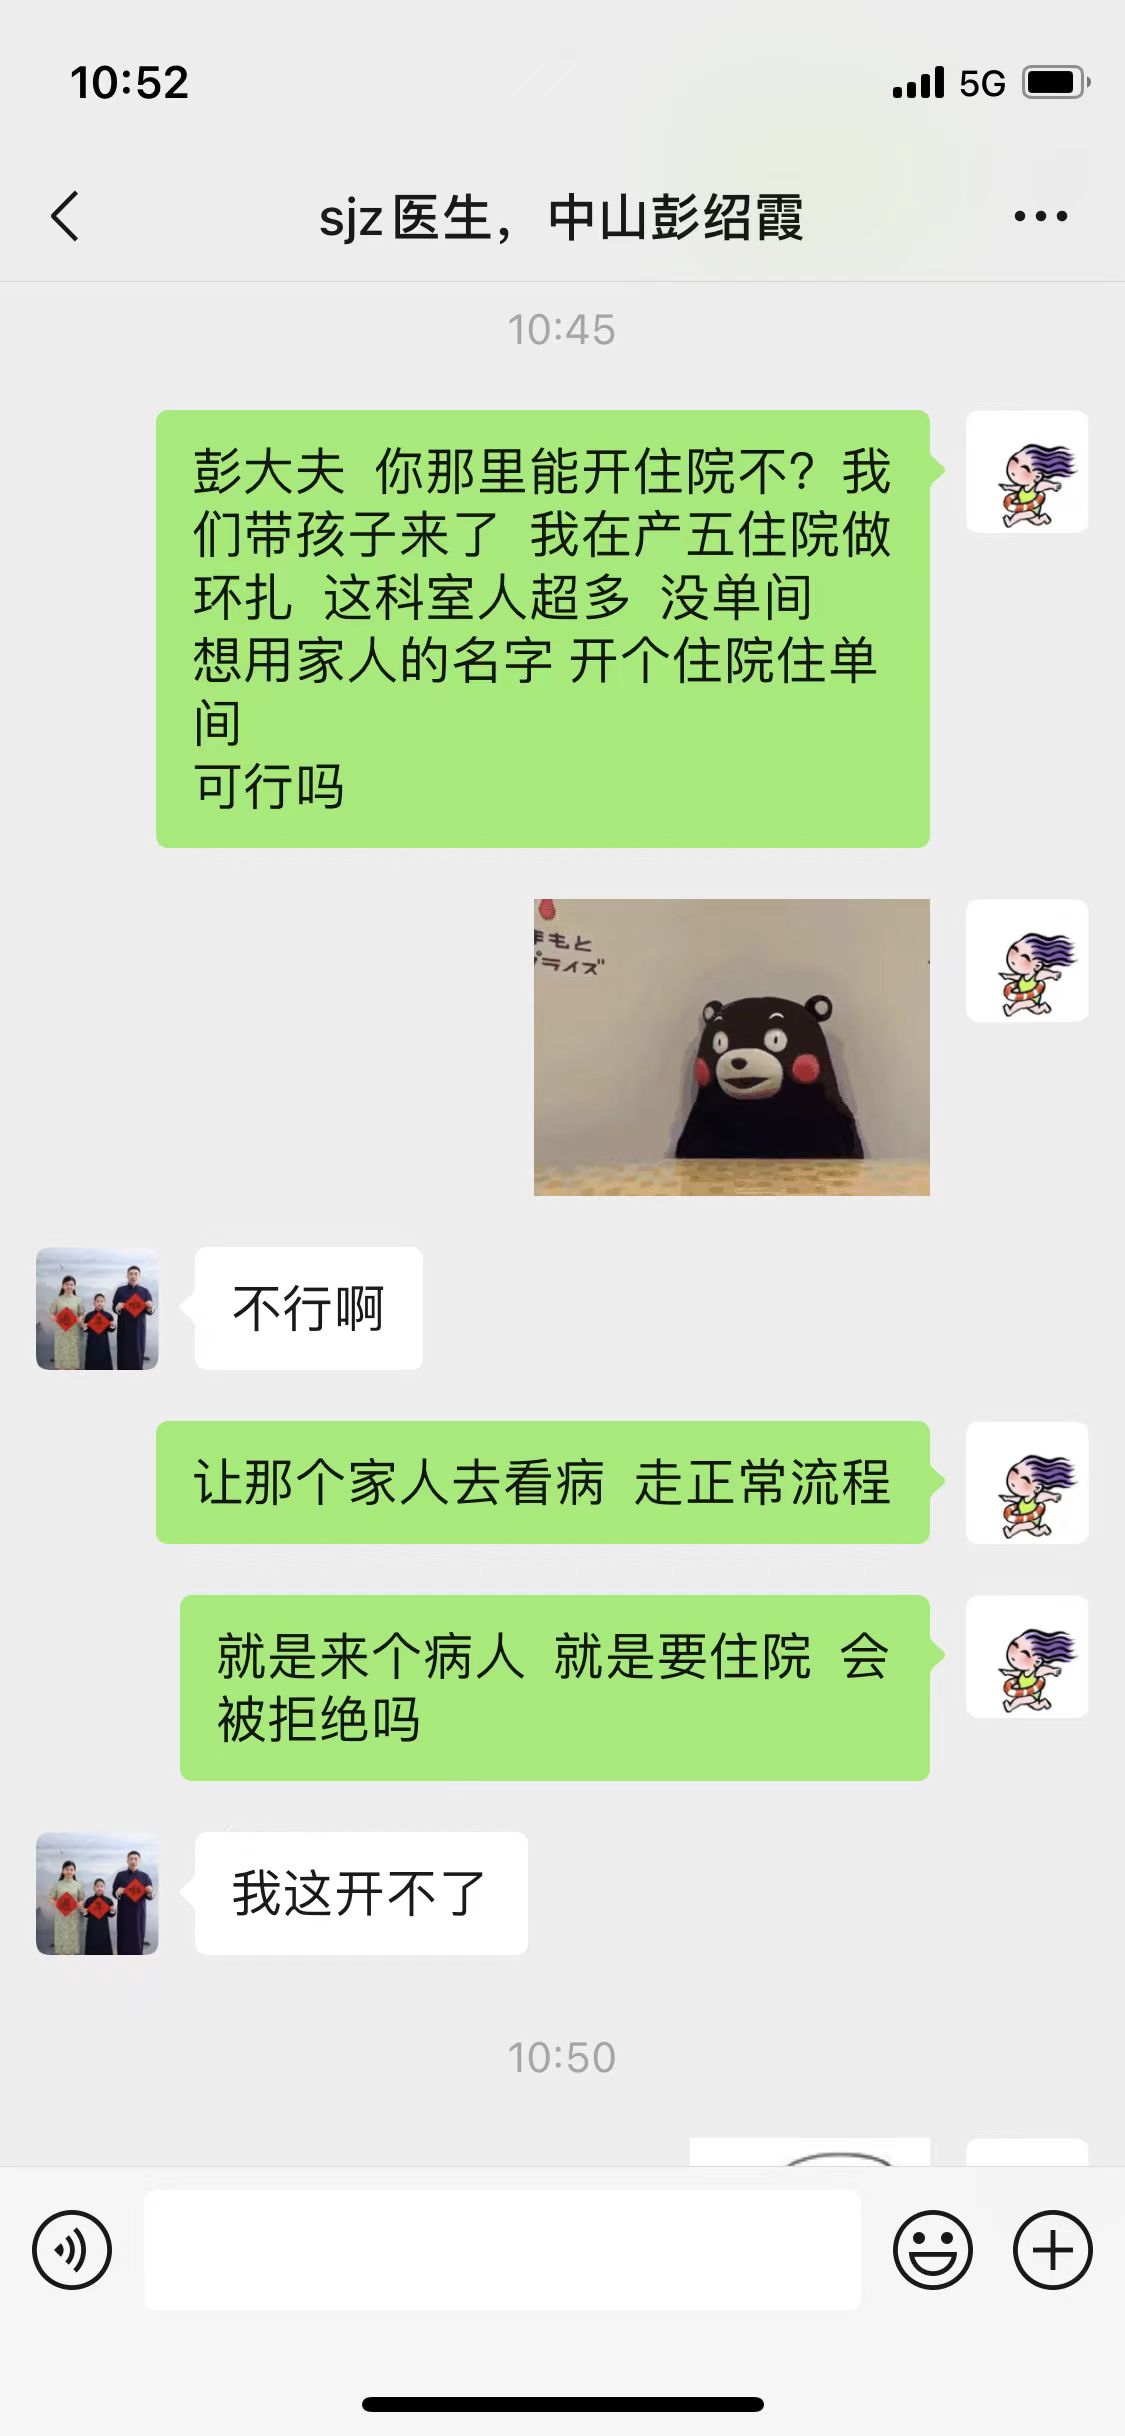 10:52
5G
sjz医生，中山彭绍霞
10:45
彭大夫 你那里能开住院不？我
们带孩子来了 我在产五住院做
环扎 这科室人超多 没单间
想用家人的名字 开个住院住单
间
可行吗
まもと
プライズ"
不行啊
让那个家人去看病 走正常流程
就是来个病人 就是要住院 会
被拒绝吗
我这开不了
10:50